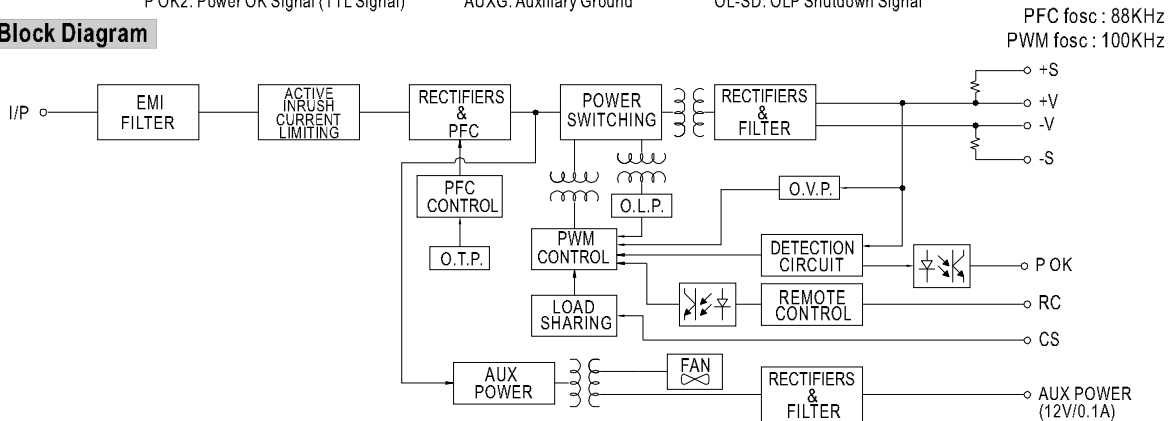 P OK2: Power OK Signal (TTL Signal) AUXG: Auxiliary Ground OL-SD: OLP Shutdown Signal
Block Diagram
PFC fosc : 88KHz
PWM fosc : 100KHz
I/P
EMI
FILTER
ACTIVE
INRUSH
CURRENT
LIMITING
RECTIFIERS
&
PFC
POWER
SWITCHING
RECTIFIERS
&
FILTER
+S
+V
-V
-S
PFC
CONTROL
O.T.P.
O.L.P.
O.V.P.
PWM
CONTROL
DETECTION
CIRCUIT
P OK
LOAD
SHARING
REMOTE
CONTROL
RC
CS
AUX
POWER
FAN
RECTIFIERS
&
FILTER
AUX POWER
(12V/0.1A)